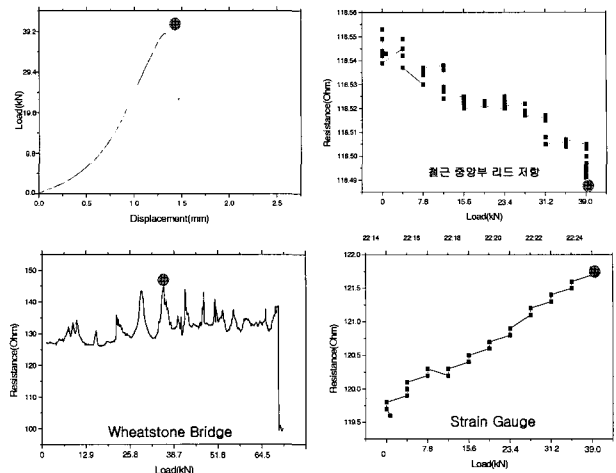 39.2
29.4
19.6
9.8
0.0
Load(kN)
0.0 0.5 1.0 1.5 2.0 2.5
Displacement(mm)
118.56
118.55
118.54
118.53
118.52
118.51
118.50
118.49
Resistance(Ohm)
철근 중앙부 리드 저항
0 7.8 15.6 23.4 31.2 39.0
Load(kN)
150
140
130
120
110
100
Resistance(Ohm)
Wheatstone Bridge
0 12.9 25.8 38.7 51.6 64.5
Load(kN)
22:14 22:16 22:18 22:20 22:22 22:24
122.0
121.5
121.0
120.5
120.0
119.5
Resistance(Ohm)
Strain Gauge
0 7.8 15.6 23.4 31.2 39.0
Load(kN)